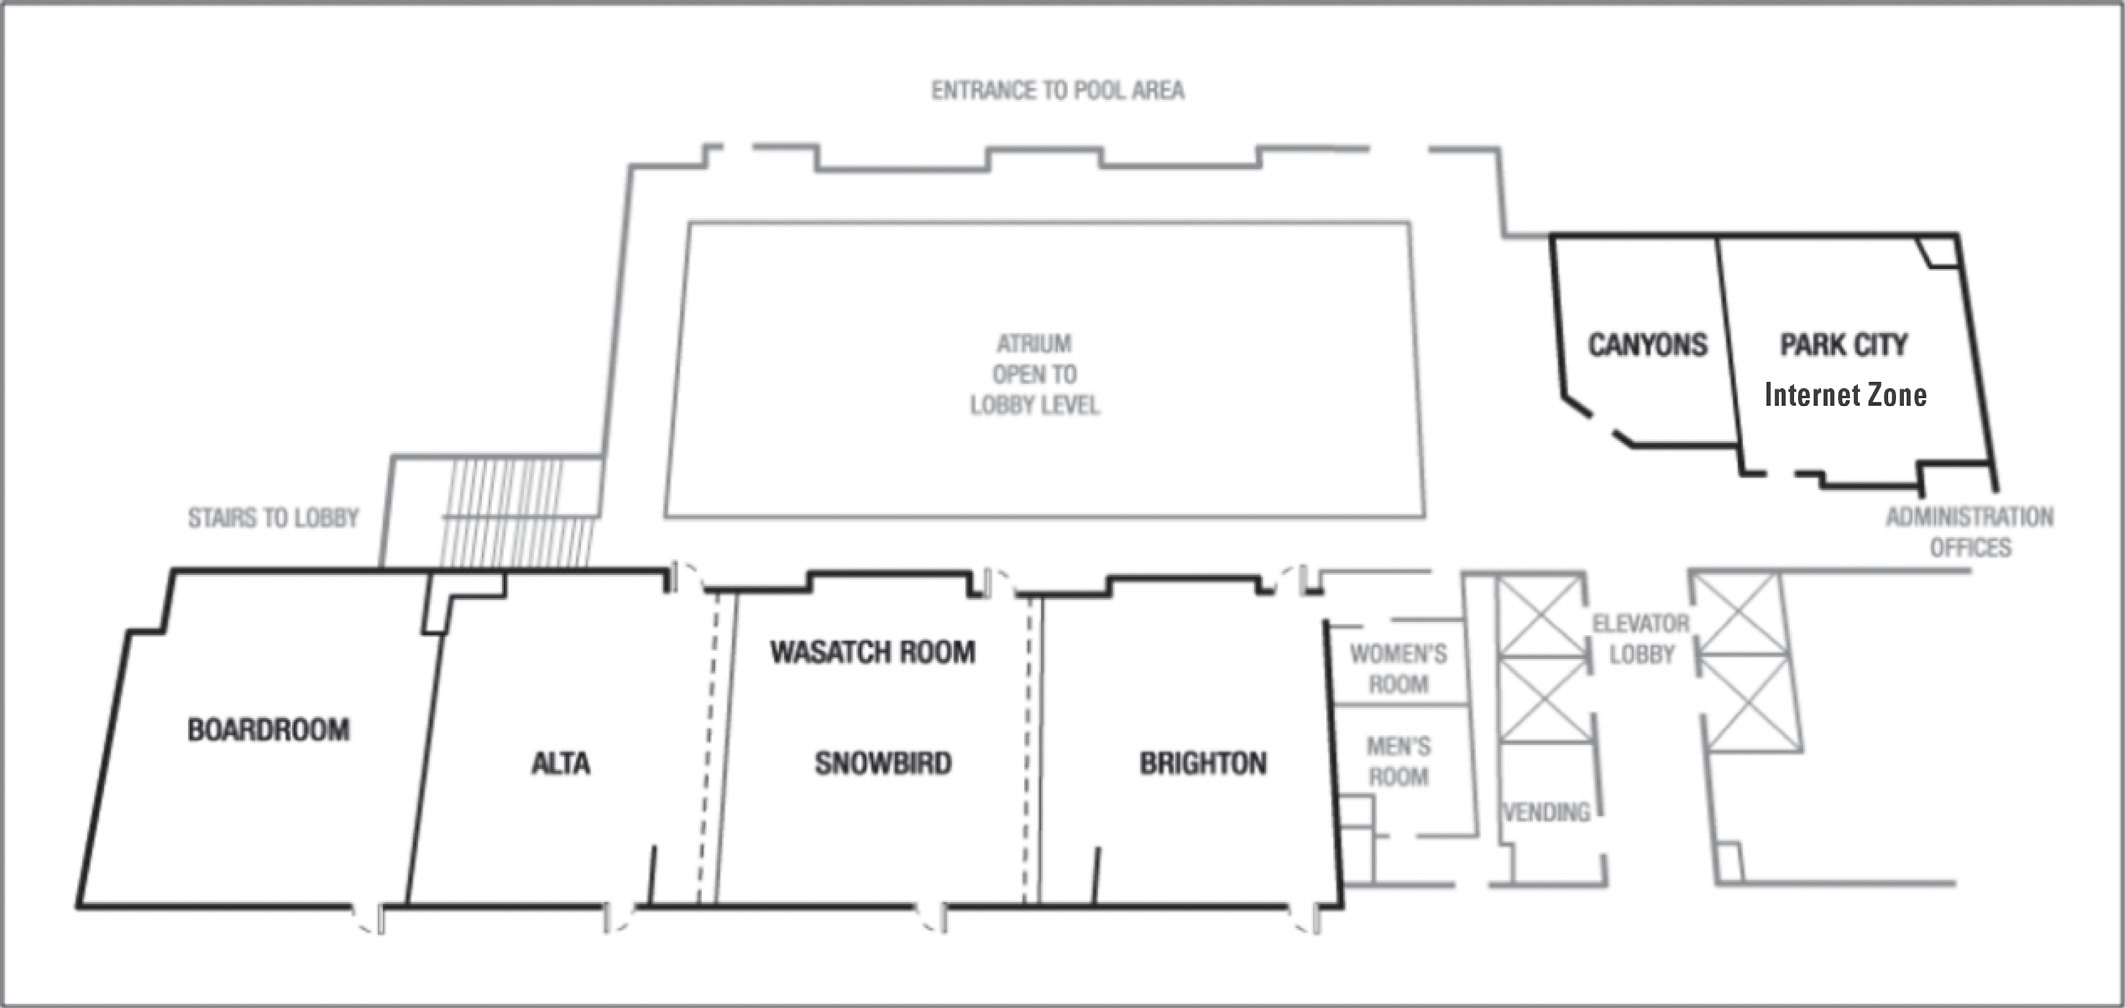 ENTRANCE TO POOL AREA
ATRIUM
OPEN TO
LOBBY LEVEL
CANYONS
PARK CITY
Internet Zone
STAIRS TO LOBBY
ADMINISTRATION
OFFICES
WASATCH ROOM
BOARDROOM
ALTA
SNOWBIRD
BRIGHTON
WOMEN'S
ROOM
MEN'S
ROOM
ELEVATOR
LOBBY
VENDING